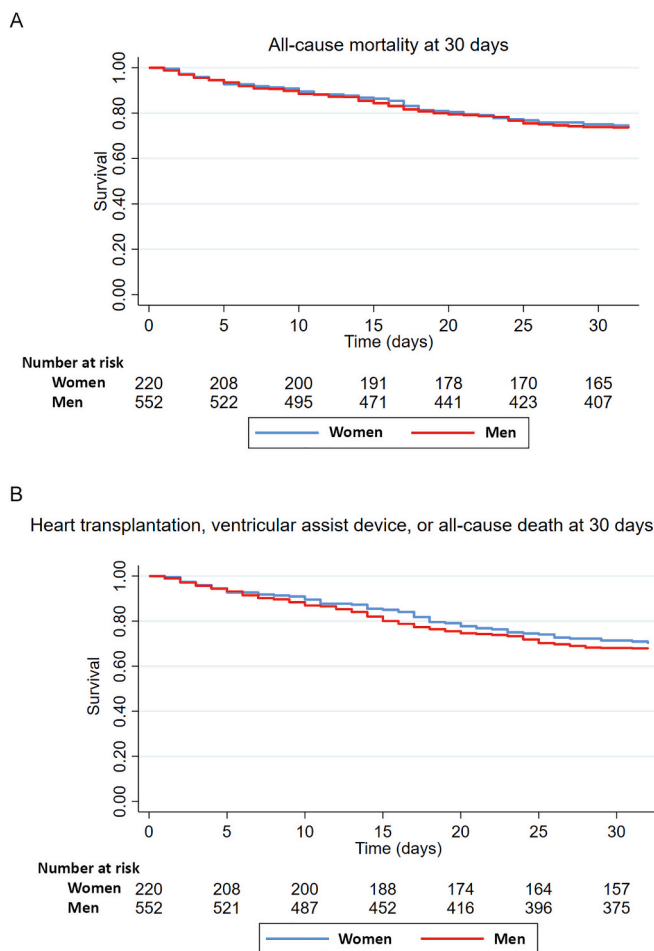 A
All-cause mortality at 30 days
Survival
1.00
0.80
0.60
0.40
0.20
0.00
0 5 10 15 20 25 30
Time (days)
Number at risk
Women 220 208 200 191 178 170 165
Men 552 522 495 471 441 423 407
Women Men
B
Heart transplantation, ventricular assist device, or all-cause death at 30 days
Survival
1.00
0.80
0.60
0.40
0.20
0.00
0 5 10 15 20 25 30
Time (days)
Number at risk
Women 220 208 200 188 174 164 157
Men 552 521 487 452 416 396 375
Women Men